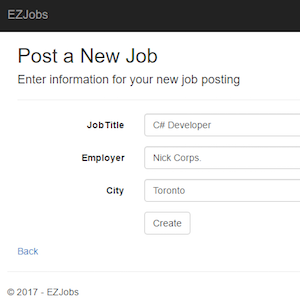 EZJobs
Post a New Job
Enter information for your new job posting
Job Title C# Developer
Employer Nick Corps.
City Toronto
Create
Back
© 2017 - EZJobs